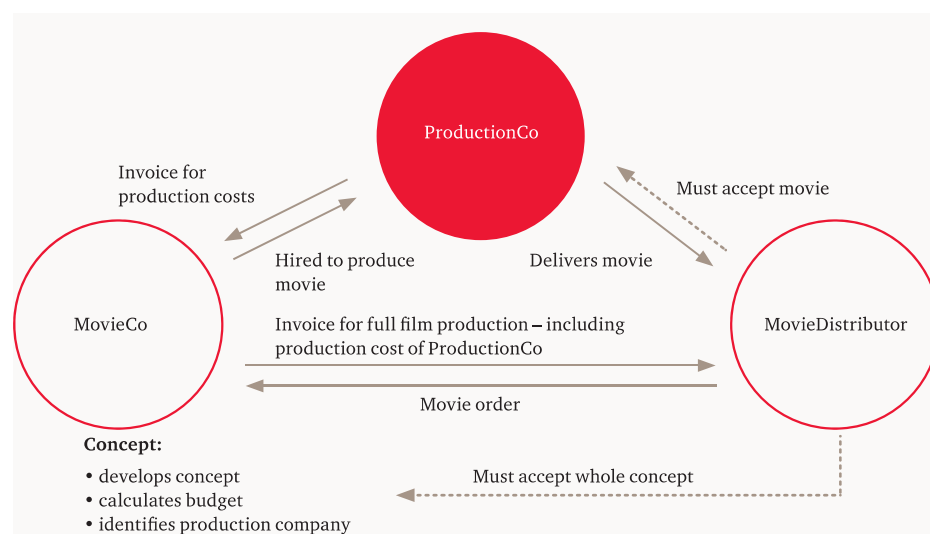 ProductionCo
Invoice for
production costs
Must accept movie
Hired to produce
movie
Delivers movie
MovieCo
Invoice for full film production – including
production cost of ProductionCo
MovieDistributor
Movie order
Concept:
• develops concept
• calculates budget
• identifies production company
Must accept whole concept